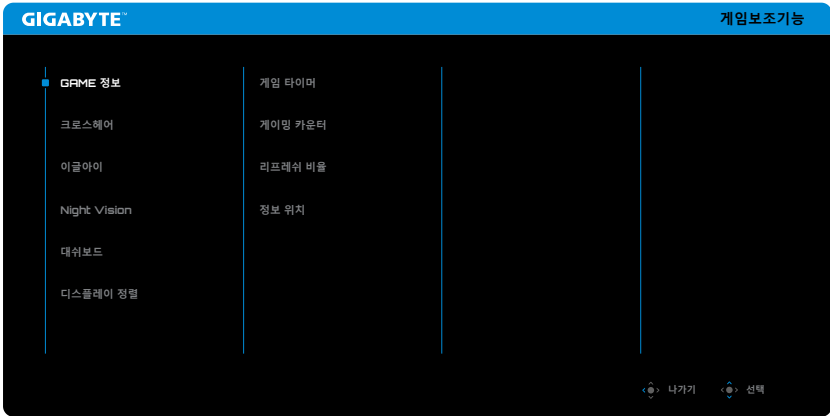 GIGABYTE™
게임보조기능
GAME 정보
크로스헤어
이글아이
Night Vision
대쉬보드
디스플레이 정렬
게임 타이머
게이밍 카운터
리프레쉬 비율
정보 위치
나가기
선택